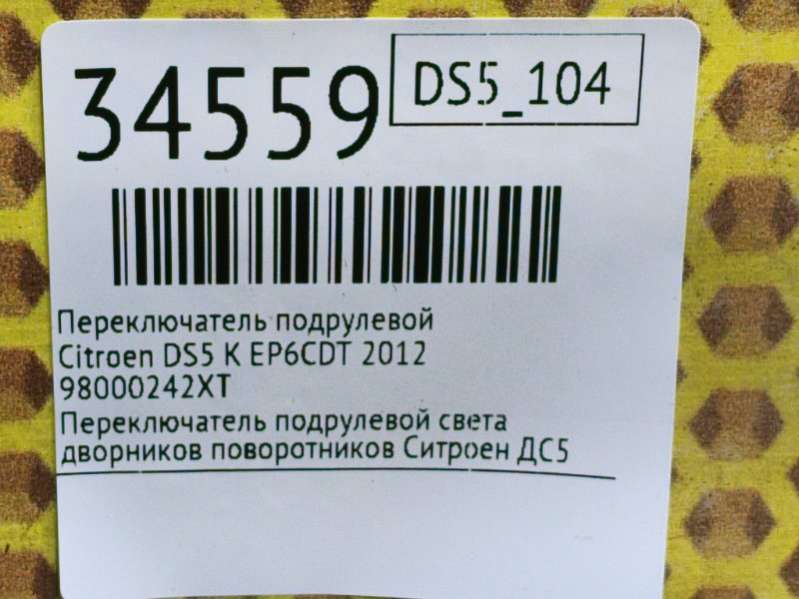 34559
DS5_104
Переключатель подрулевой
Citroen DS5 K EP6CDT 2012
98000242XT
Переключатель подрулевой света
дворников поворотников Ситроен ДС5